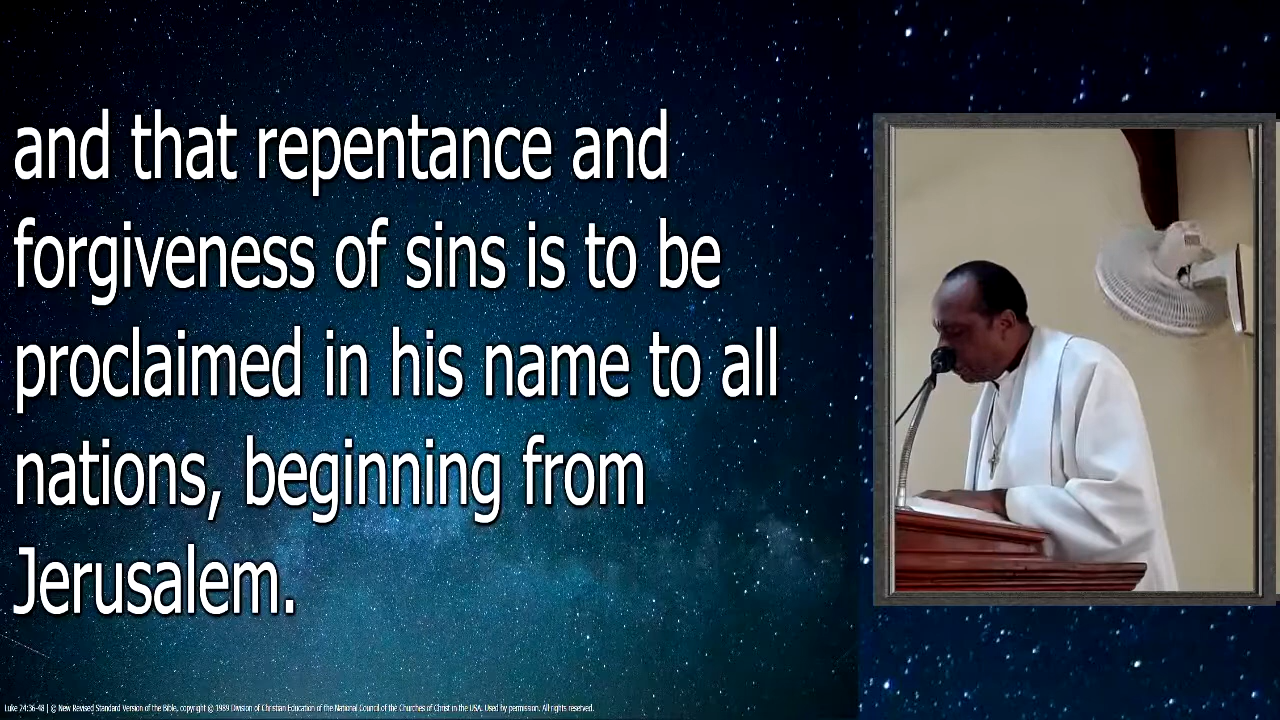 and that repentance and
forgiveness of sins is to be
proclaimed in his name to all
nations, beginning from
Jerusalem.
Luke 24:36-48 | © New Revised Standard Version of the Bible, copyright © 1989 Division of Christian Education of the National Council of the Churches of Christ in the USA. Used by permission. All rights reserved.